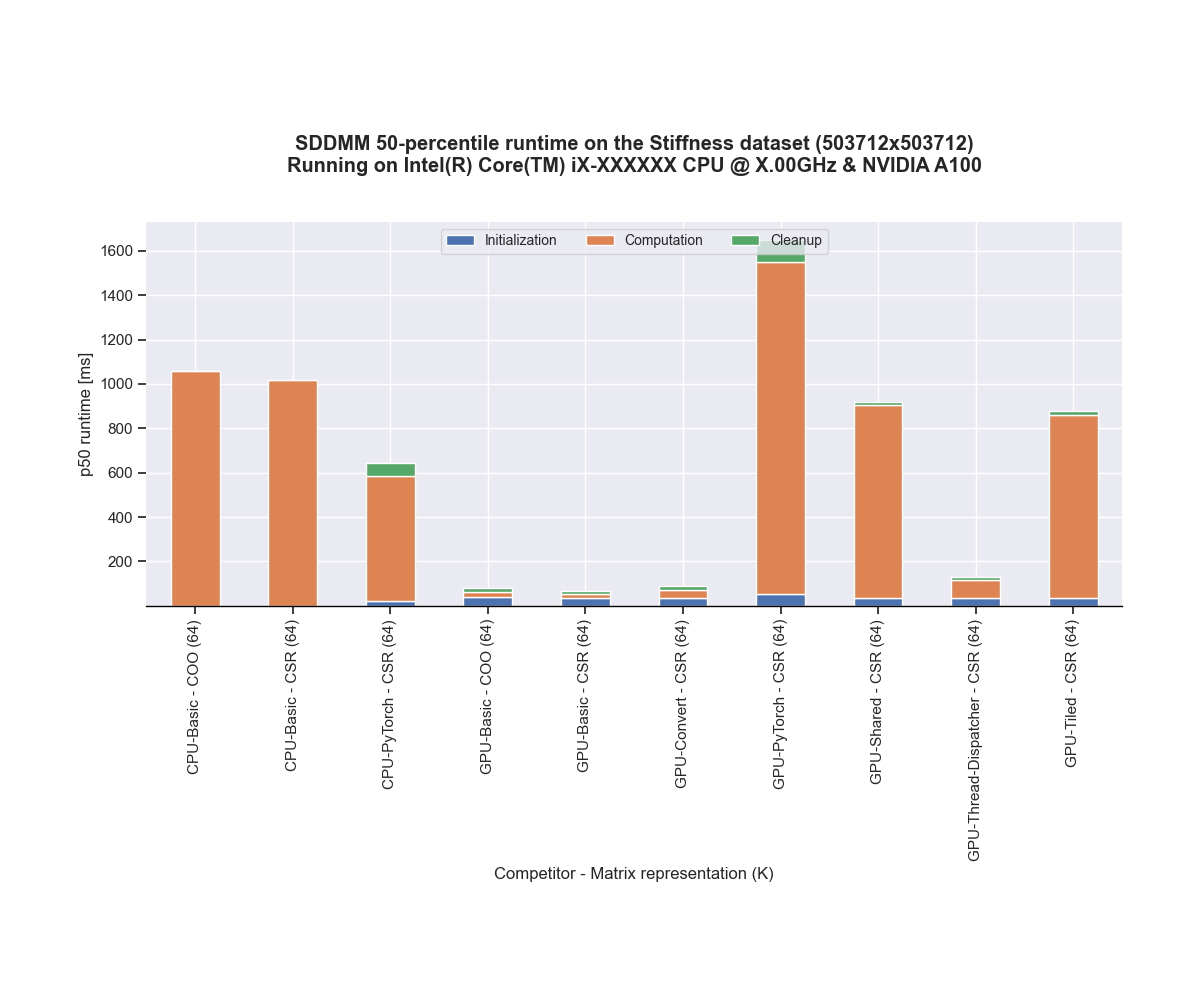 SDDMM 50-percentile runtime on the Stiffness dataset (503712x503712)
Running on Intel(R) Core(TM) iX-XXXXXX CPU @ X.00GHz & NVIDIA A100
Initialization
Computation
Cleanup
p50 runtime [ms]
1600
1400
1200
1000
800
600
400
200
CPU-Basic - COO (64)
CPU-Basic - CSR (64)
CPU-PyTorch - CSR (64)
GPU-Basic - COO (64)
GPU-Basic - CSR (64)
GPU-Convert - CSR (64)
GPU-PyTorch - CSR (64)
GPU-Shared - CSR (64)
GPU-Thread-Dispatcher - CSR (64)
GPU-Tiled - CSR (64)
Competitor - Matrix representation (K)